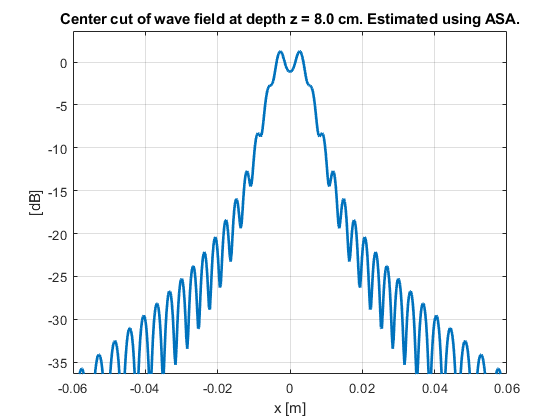 Center cut of wave field at depth z = 8.0 cm. Estimated using ASA.
0
-5
-10
-15
-20
-25
-30
-35
[dB]
-0.06 -0.04 -0.02 0 0.02 0.04 0.06
x [m]